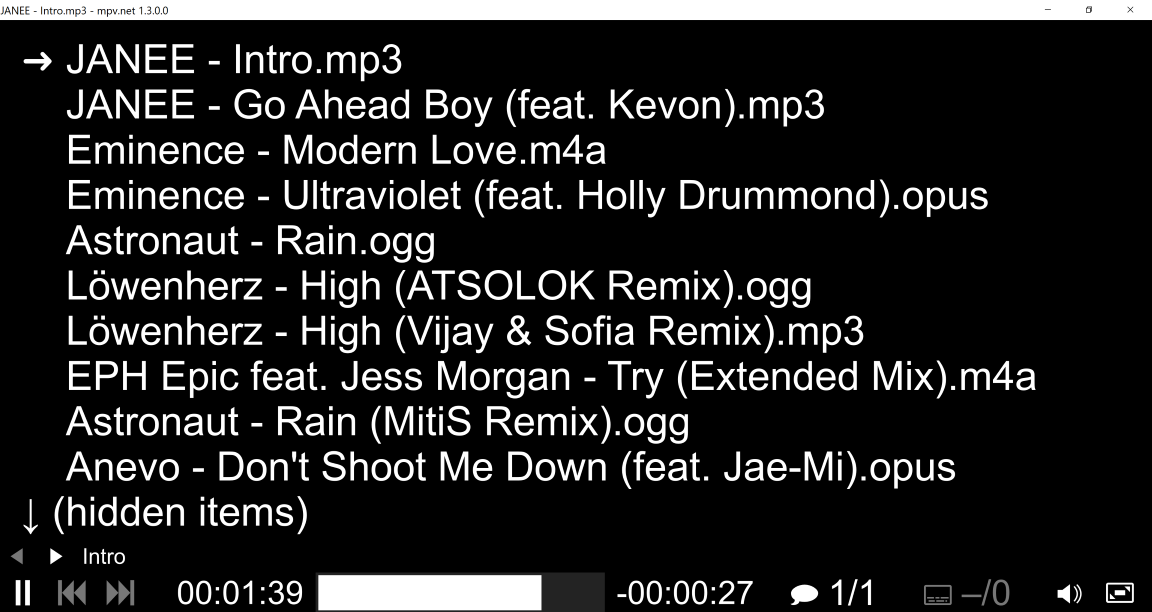 JANEE - Intro.mp3 - mpv.net 1.3.0.0
➜ JANEE - Intro.mp3
JANEE - Go Ahead Boy (feat. Kevon).mp3
Eminence - Modern Love.m4a
Eminence - Ultraviolet (feat. Holly Drummond).opus
Astronaut - Rain.ogg
Löwenherz - High (ATSOLOK Remix).ogg
Löwenherz - High (Vijay & Sofia Remix).mp3
EPH Epic feat. Jess Morgan - Try (Extended Mix).m4a
Astronaut - Rain (MitiS Remix).ogg
Anevo - Don't Shoot Me Down (feat. Jae-Mi).opus
↓ (hidden items)
Intro
00:01:39 -00:00:27 1/1 –/0